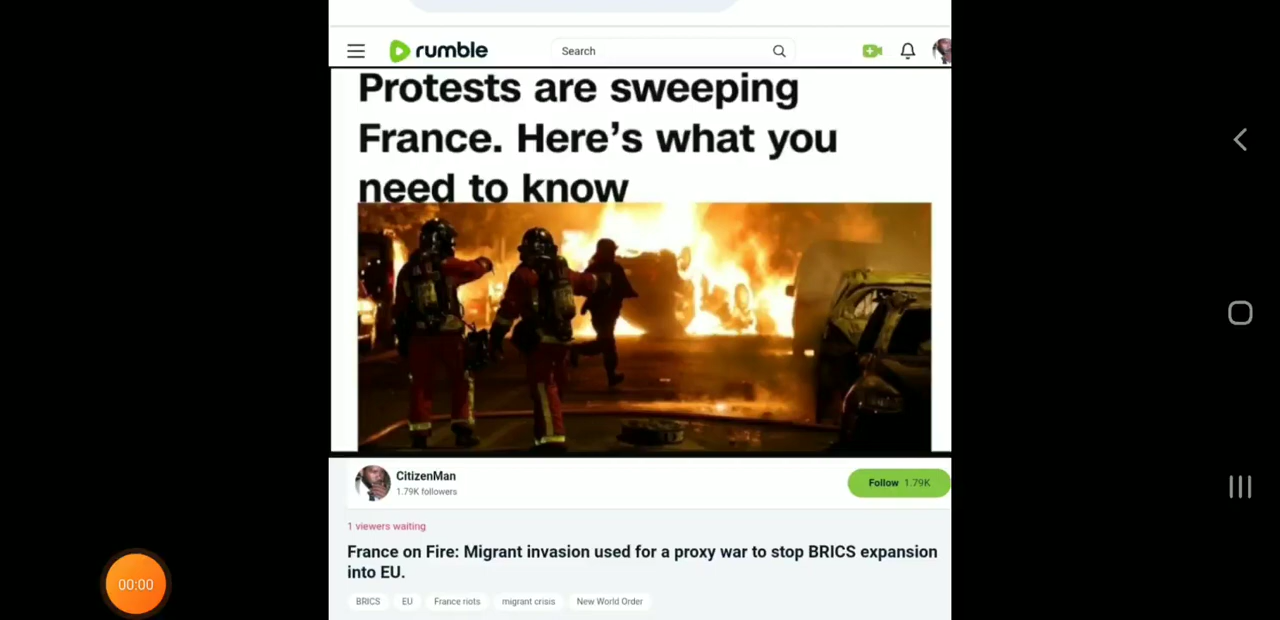 rumble
Search
Protests are sweeping
France. Here's what you
need to know
CitizenMan
1.79K followers
Follow 1.79K
1 viewers waiting
France on Fire: Migrant invasion used for a proxy war to stop BRICS expansion
into EU.
BRICS EU France riots migrant crisis New World Order
00:00